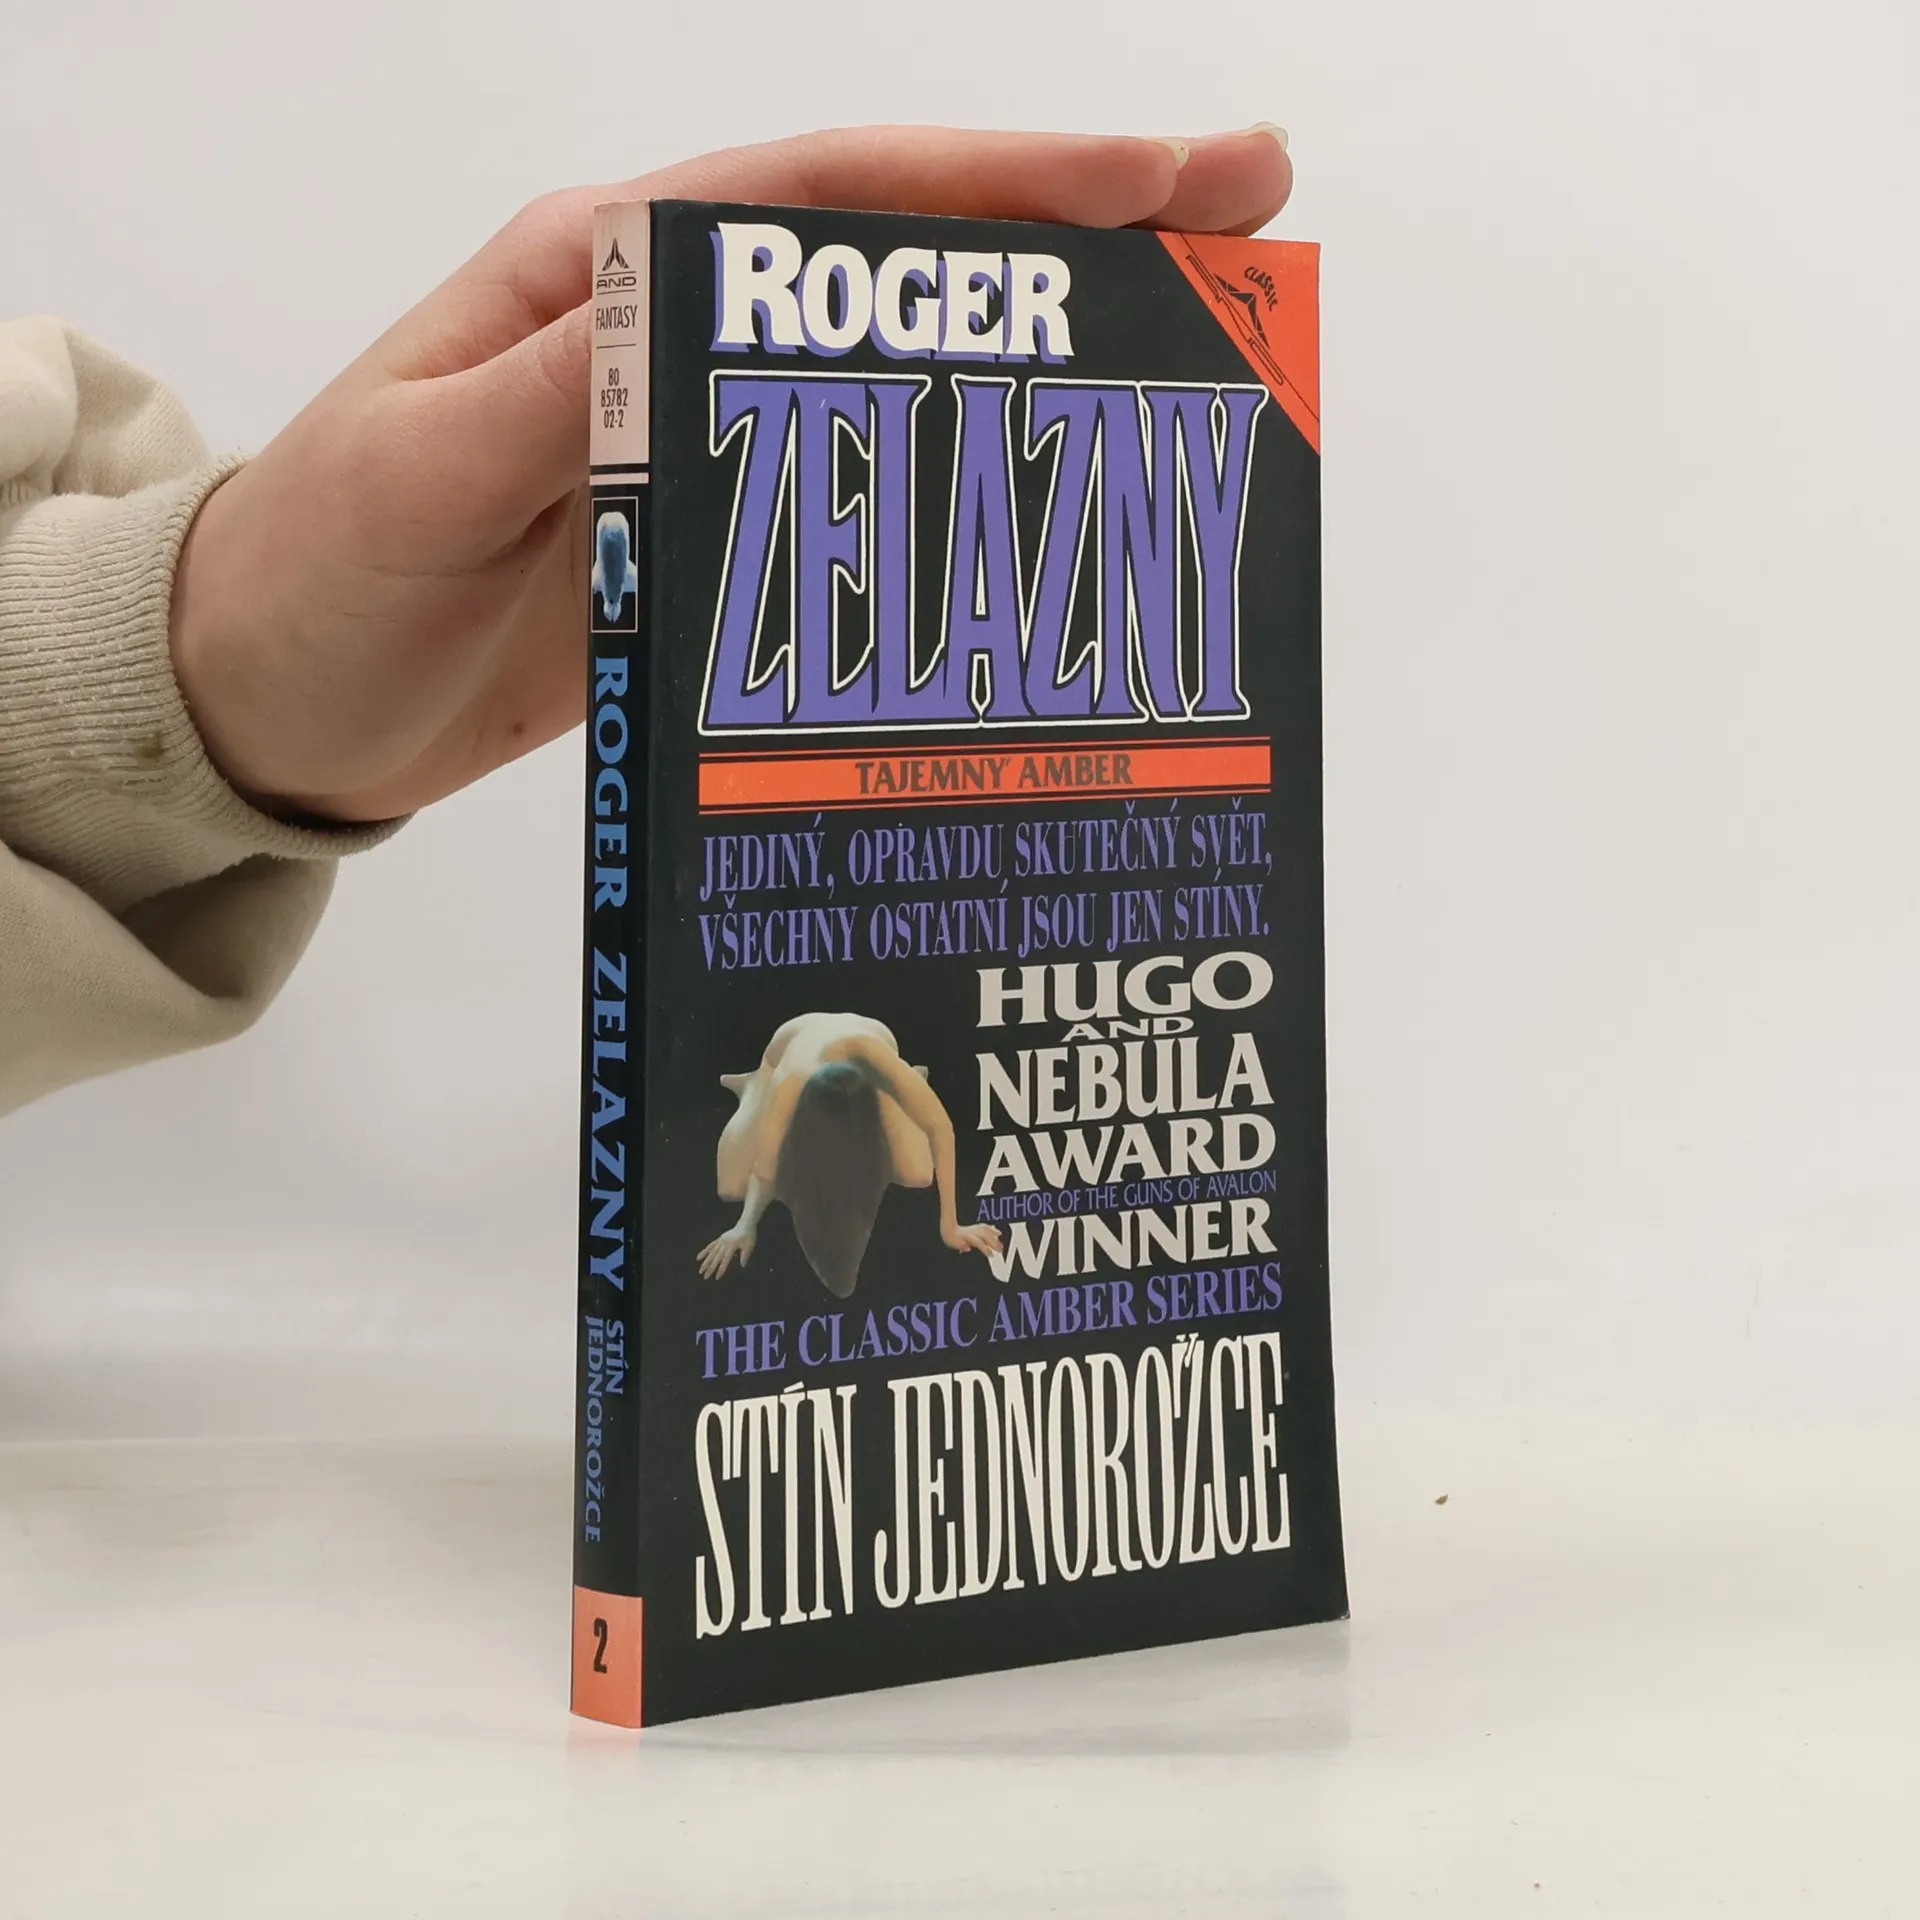 AND
FANTASY
80
85782
02-2
ROGER ZELAZNY
STÍN
JEDNOROŽCE
2
ROGER
CLASSIC
ZELAZNY
TAJEMNÝ AMBER
JEDINÝ, OPRAVDU SKUTEČNÝ SVĚT,
VŠECHNY OSTATNÍ JSOU JEN STÍNY.
HUGO
AND
NEBULA
AWARD
AUTHOR OF THE GUNS OF AVALON
WINNER
THE CLASSIC AMBER SERIES
STÍN JEDNOROŽCE